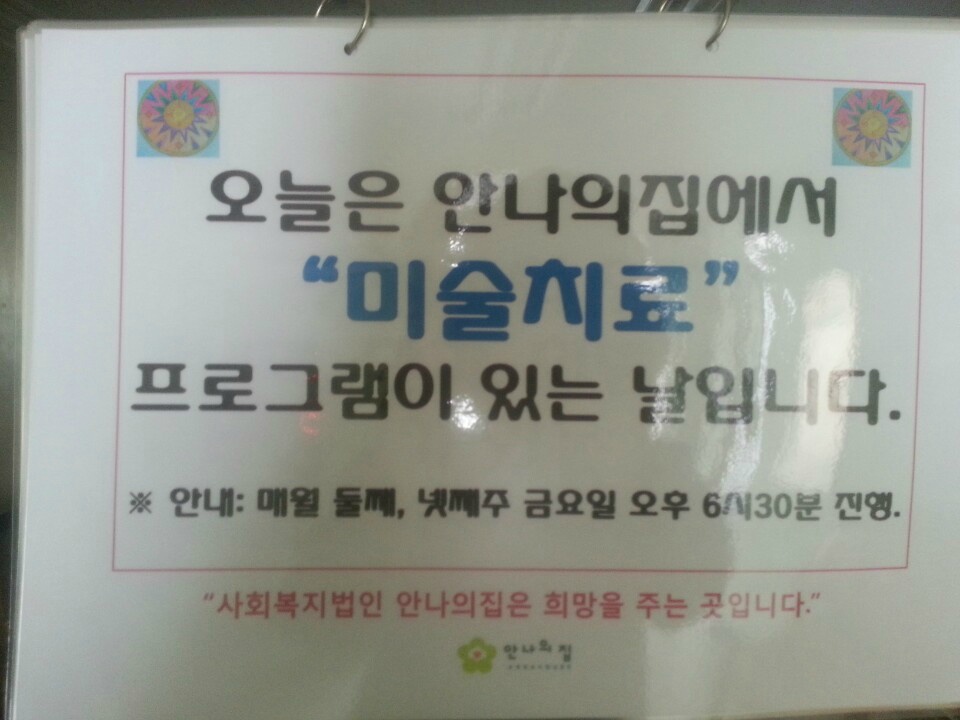 오늘은 안나의집에서
“미술치료”
프로그램이 있는 날입니다.
※ 안내: 매월 둘째, 넷째주 금요일 오후 6시30분 진행.
“사회복지법인 안나의집은 희망을 주는 곳입니다.”
안나의집